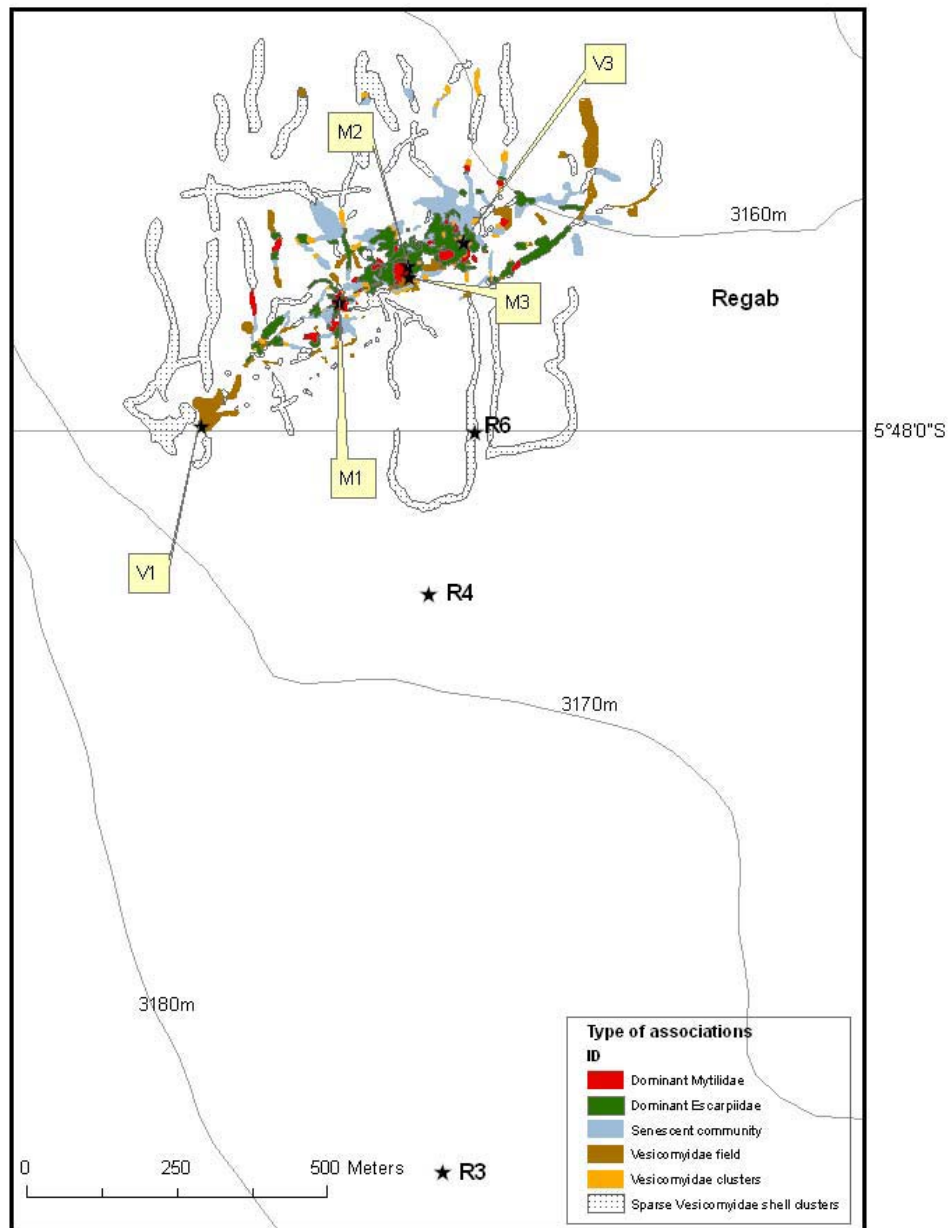 V3
M2
3160m
Regab
M3
R6
5°48'0"S
M1
V1
R4
3170m
3180m
Type of associations
ID
Dominant Mytilidae
Dominant Escarpiidae
Senescent community
Vesicomyidae field
Vesicomyidae clusters
Sparse Vesicomyidae shell clusters
0 250 500 Meters
R3